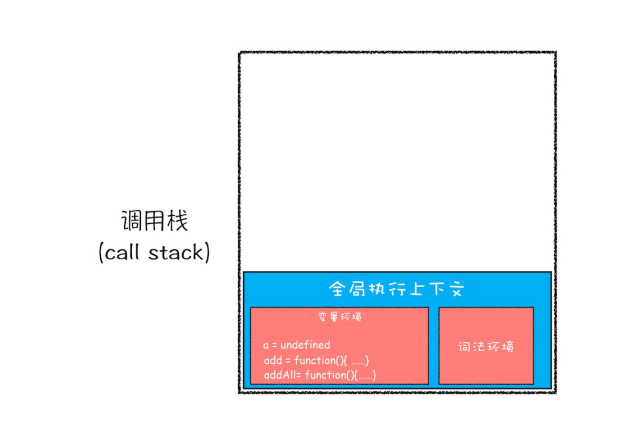 调用栈
(call stack)
全局执行上下文
变量环境
a = undefined
add = function(){ ......}
addAll= function(){......}
词法环境